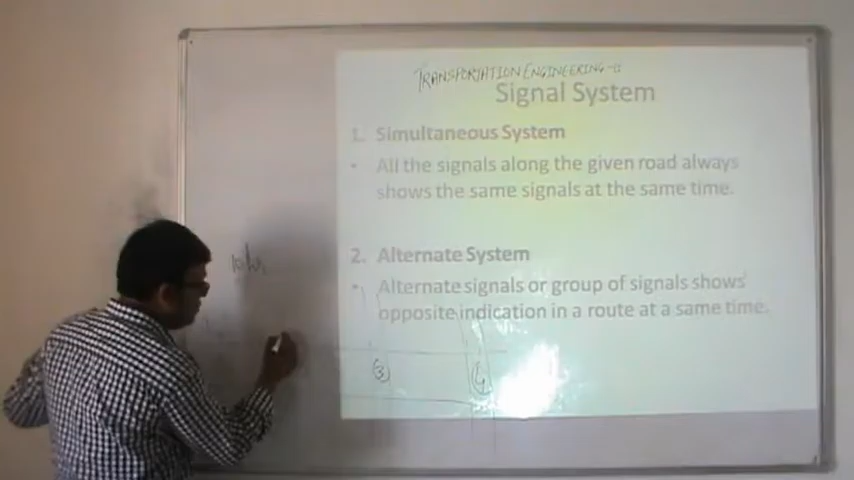 TRANSPORTATION ENGINEERING-II
Signal System
1. Simultaneous System
• All the signals along the given road always
shows the same signals at the same time.
2. Alternate System
• Alternate signals or group of signals shows
opposite indication in a route at a same time.
3
4